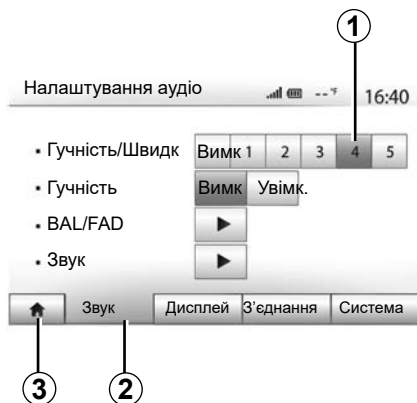 1
Налаштування аудіо --°F 16:40
• Гучність/Швидк Вимк 1 2 3 4 5
• Гучність Вимк Увімк.
• BAL/FAD
• Звук
Звук Дисплей З’єднання Система
3 2